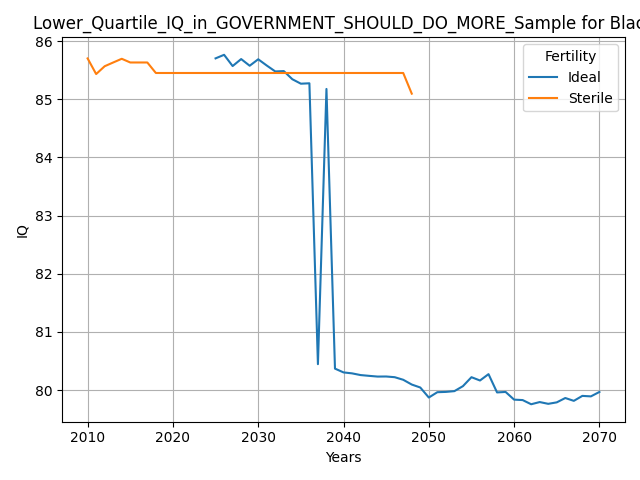 Lower_Quartile_IQ_in_GOVERNMENT_SHOULD_DO_MORE_Sample for Blac
86
85
84
83
82
81
80
IQ
Fertility
Ideal
Sterile
2010 2020 2030 2040 2050 2060 2070
Years